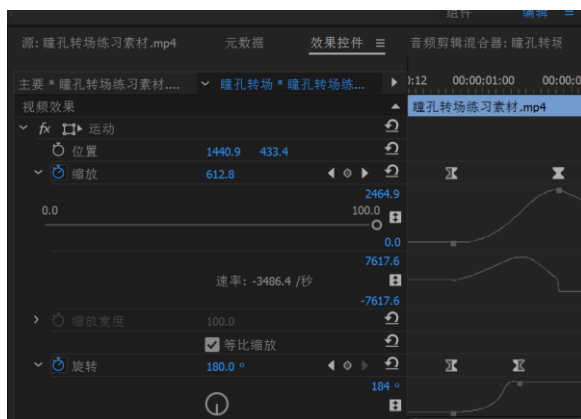 组件 编辑
源: 瞳孔转场练习素材.mp4 元数据 效果控件 音频剪辑混合器: 瞳孔转场
主要 * 瞳孔转场练习素材.... 瞳孔转场 * 瞳孔转场练... ):12 00:00:01:00 00:00:0
视频效果 瞳孔转场练习素材.mp4
fx 运动
位置 1440.9 433.4
缩放 612.8
2464.9
0.0 100.0
0.0
7617.6
速率: -3486.4 /秒
-7617.6
缩放宽度 100.0
等比缩放
旋转 180.0 °
184 °